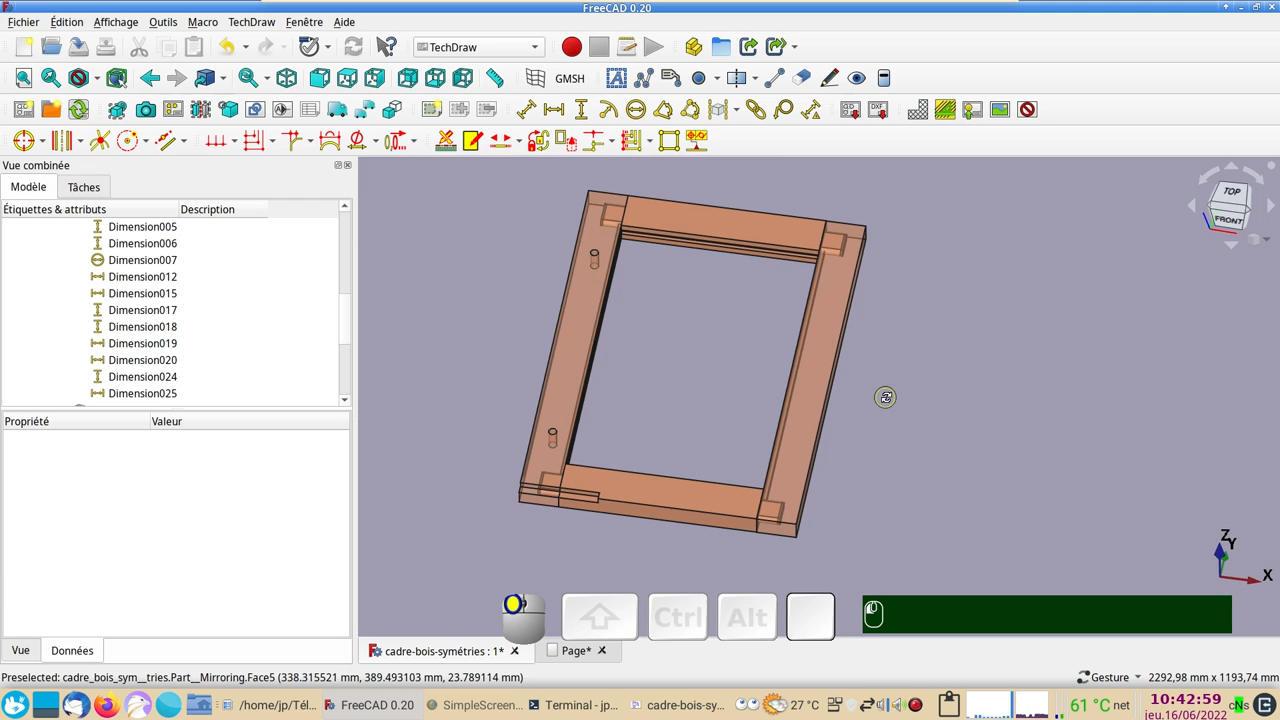 FreeCAD 0.20
Fichier Édition Affichage Outils Macro TechDraw Fenêtre Aide
TechDraw
GMSH
Vue combinée
Modèle Tâches
Étiquettes & attributs Description
Dimension005
Dimension006
Dimension007
Dimension012
Dimension015
Dimension017
Dimension018
Dimension019
Dimension020
Dimension024
Dimension025
Propriété Valeur
TOP
FRONT
Z
Y
X
Ctrl Alt
Vue Données
cadre-bois-symétries : 1* Page*
Preselected: cadre_bois_sym__tries.Part__Mirroring.Face5 (338.315521 mm, 389.493103 mm, 23.789114 mm) Gesture 2292,98 mm x 1193,74 mm
/home/jp/Tél... FreeCAD 0.20 SimpleScreen... Terminal - jp... cadre-bois-sy... 27 °C 61 °C net 10:42:59
jeu.16/06/2022